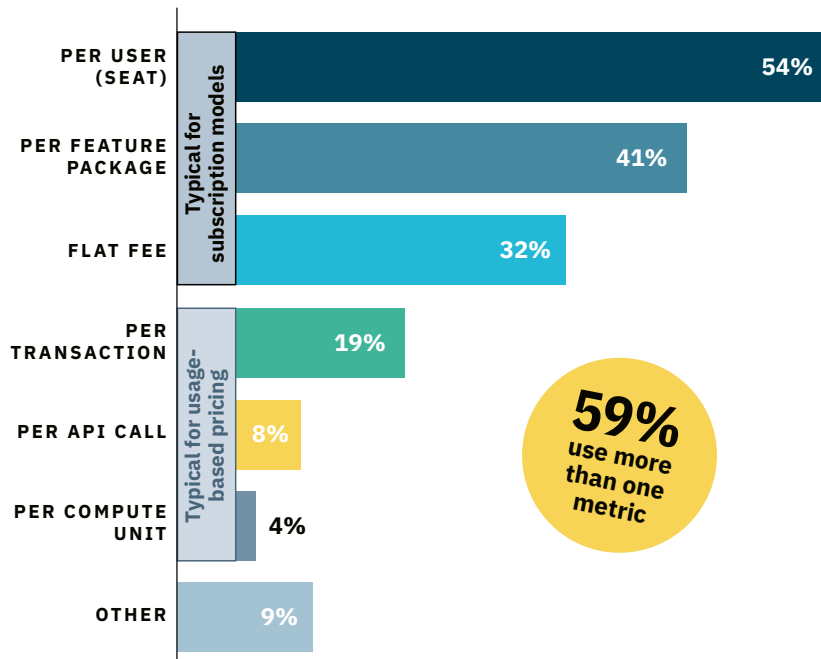 PER USER
(SEAT)
54%
PER FEATURE
PACKAGE
41%
FLAT FEE
32%
Typical for
subscription models
PER
TRANSACTION
19%
PER API CALL
8%
PER COMPUTE
UNIT
4%
Typical for usage-
based pricing
OTHER
9%
59%
use more
than one
metric